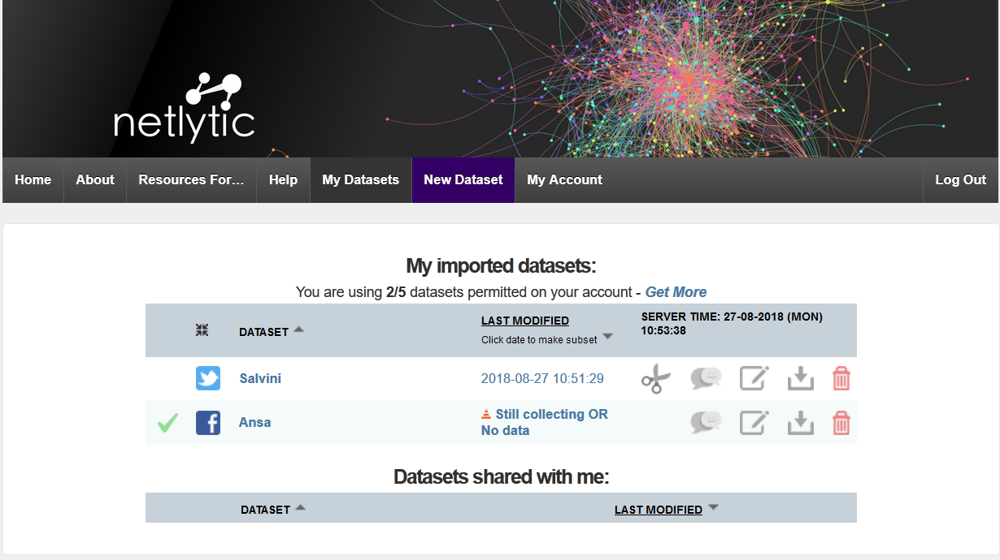 netlytic
Home About Resources For... Help My Datasets New Dataset My Account Log Out
My imported datasets:
You are using 2/5 datasets permitted on your account - Get More
DATASET
LAST MODIFIED
Click date to make subset
SERVER TIME: 27-08-2018 (MON)
10:53:38
Salvini 2018-08-27 10:51:29
Ansa
Still collecting OR
No data
Datasets shared with me:
DATASET LAST MODIFIED